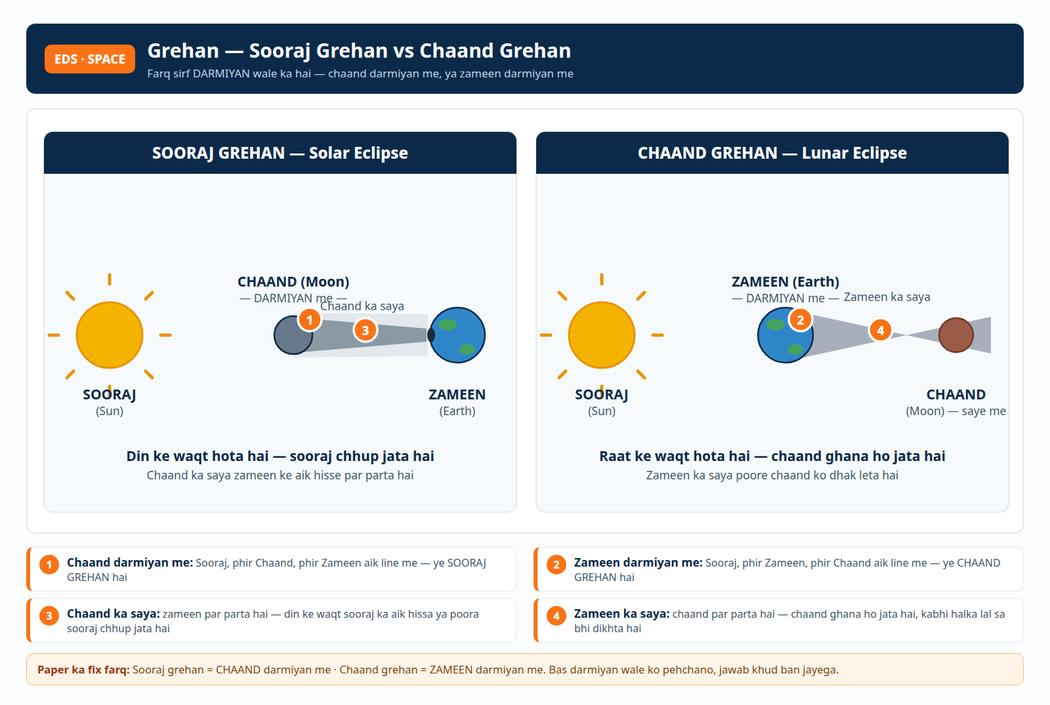 EDS · SPACE
Grehan — Sooraj Grehan vs Chaand Grehan
Farq sirf DARMIYAN wale ka hai — chaand darmiyan me, ya zameen darmiyan me
SOORAJ GREHAN — Solar Eclipse
CHAAND (Moon)
— DARMIYAN me —
Chaand ka saya
1
3
SOORAJ
(Sun)
ZAMEEN
(Earth)
Din ke waqt hota hai — sooraj chhup jata hai
Chaand ka saya zameen ke aik hisse par parta hai
CHAAND GREHAN — Lunar Eclipse
ZAMEEN (Earth)
— DARMIYAN me —
Zameen ka saya
2
4
SOORAJ
(Sun)
CHAAND
(Moon) — saye me
Raat ke waqt hota hai — chaand ghana ho jata hai
Zameen ka saya poore chaand ko dhak leta hai
1 Chaand darmiyan me: Sooraj, phir Chaand, phir Zameen aik line me — ye SOORAJ
GREHAN hai
2 Zameen darmiyan me: Sooraj, phir Zameen, phir Chaand aik line me — ye CHAAND
GREHAN hai
3 Chaand ka saya: zameen par parta hai — din ke waqt sooraj ka aik hissa ya poora
sooraj chhup jata hai
4 Zameen ka saya: chaand par parta hai — chaand ghana ho jata hai, kabhi halka lal sa
bhi dikhta hai
Paper ka fix farq: Sooraj grehan = CHAAND darmiyan me · Chaand grehan = ZAMEEN darmiyan me. Bas darmiyan wale ko pehchano, jawab khud ban jayega.